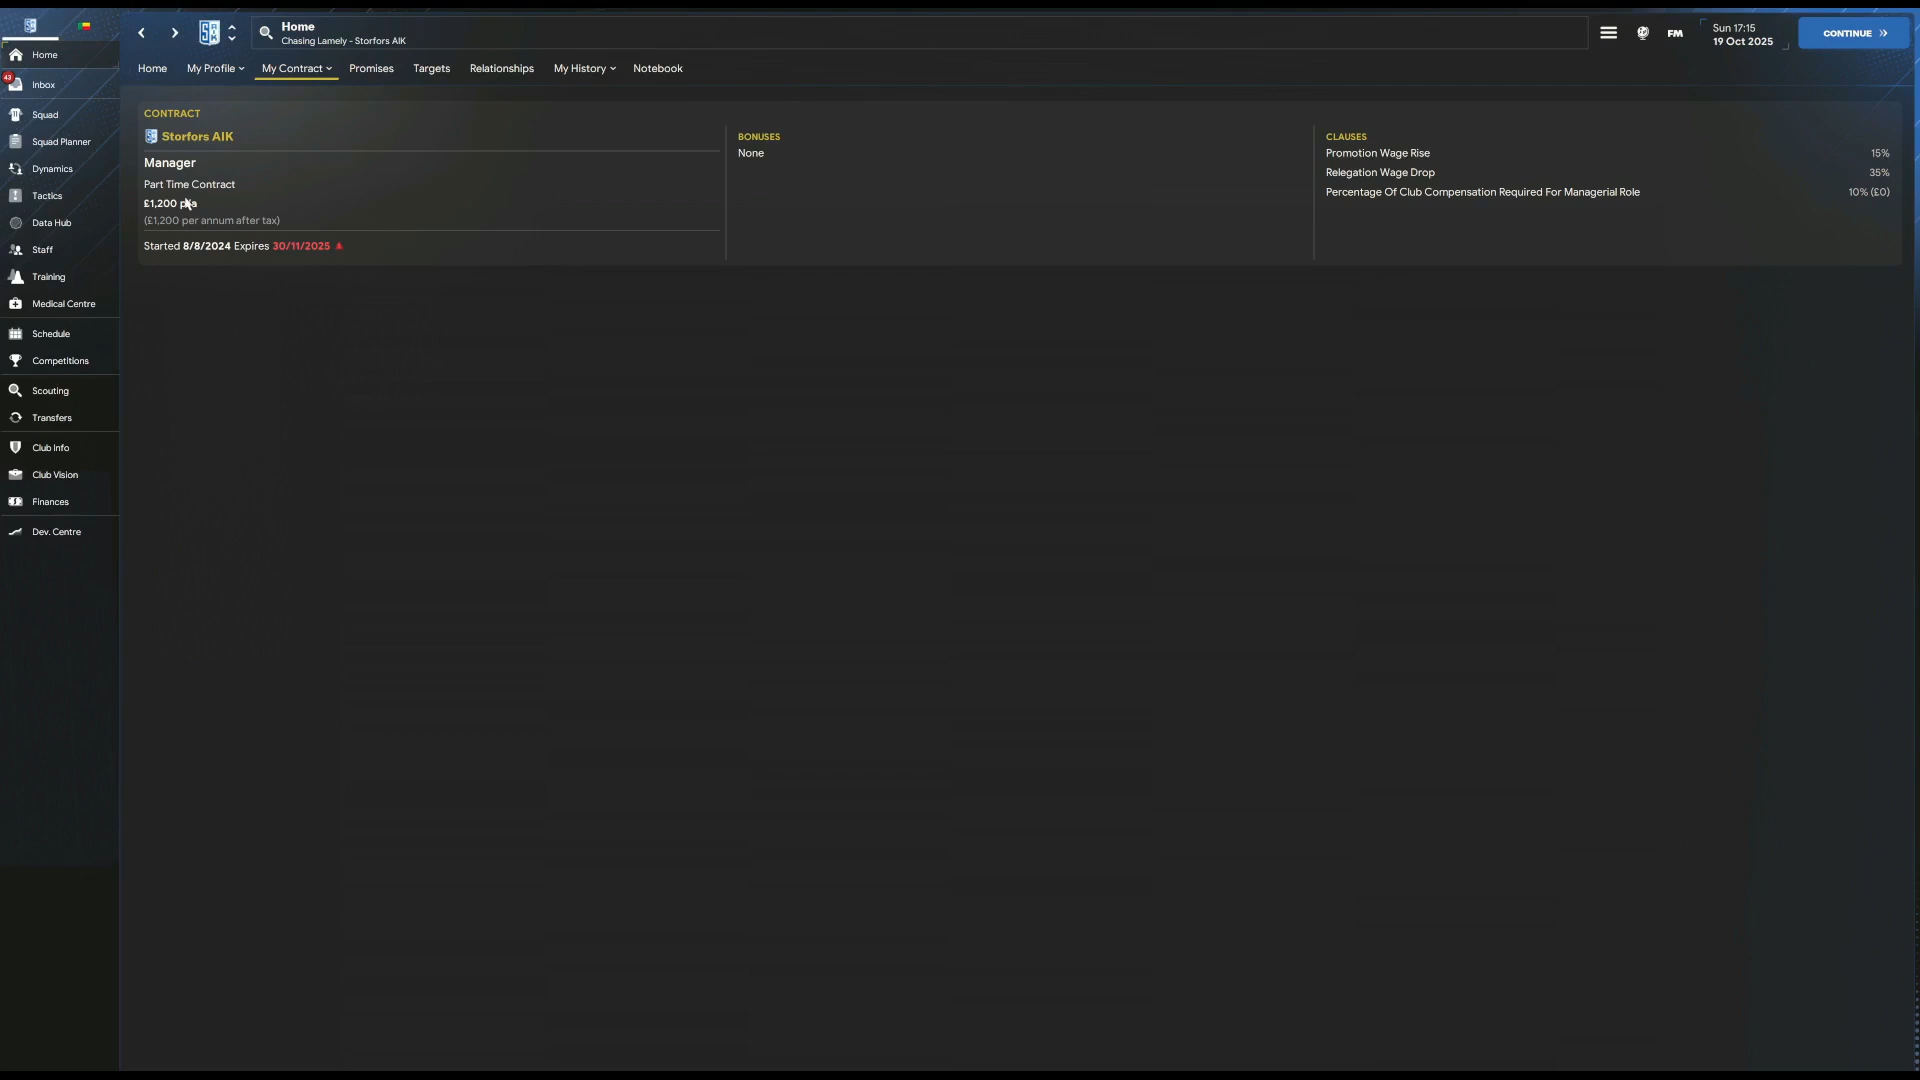 Home
Chasing Lamely - Storfors AIK
FM
Sun 17:15
19 Oct 2025
CONTINUE
Home
My Profile
My Contract
Promises
Targets
Relationships
My History
Notebook
Home
43
Inbox
Squad
Squad Planner
Dynamics
Tactics
Data Hub
Staff
Training
Medical Centre
Schedule
Competitions
Scouting
Transfers
Club Info
Club Vision
Finances
Dev. Centre
CONTRACT
Storfors AIK
Manager
Part Time Contract
£1,200 p/a
(£1,200 per annum after tax)
Started 8/8/2024 Expires 30/11/2025
BONUSES
None
CLAUSES
Promotion Wage Rise 15%
Relegation Wage Drop 35%
Percentage Of Club Compensation Required For Managerial Role 10% (£0)